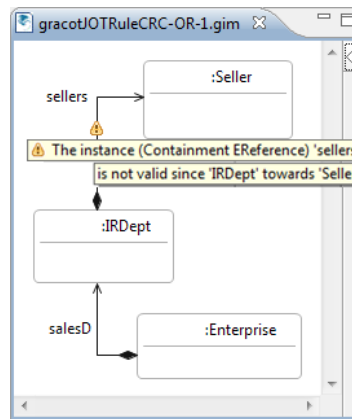 gracotJOTRuleCRC-OR-1.gim
:Seller
sellers
The instance (Containment EReference) 'sellers
is not valid since 'IRDept' towards 'Selle
:IRDept
salesD
:Enterprise